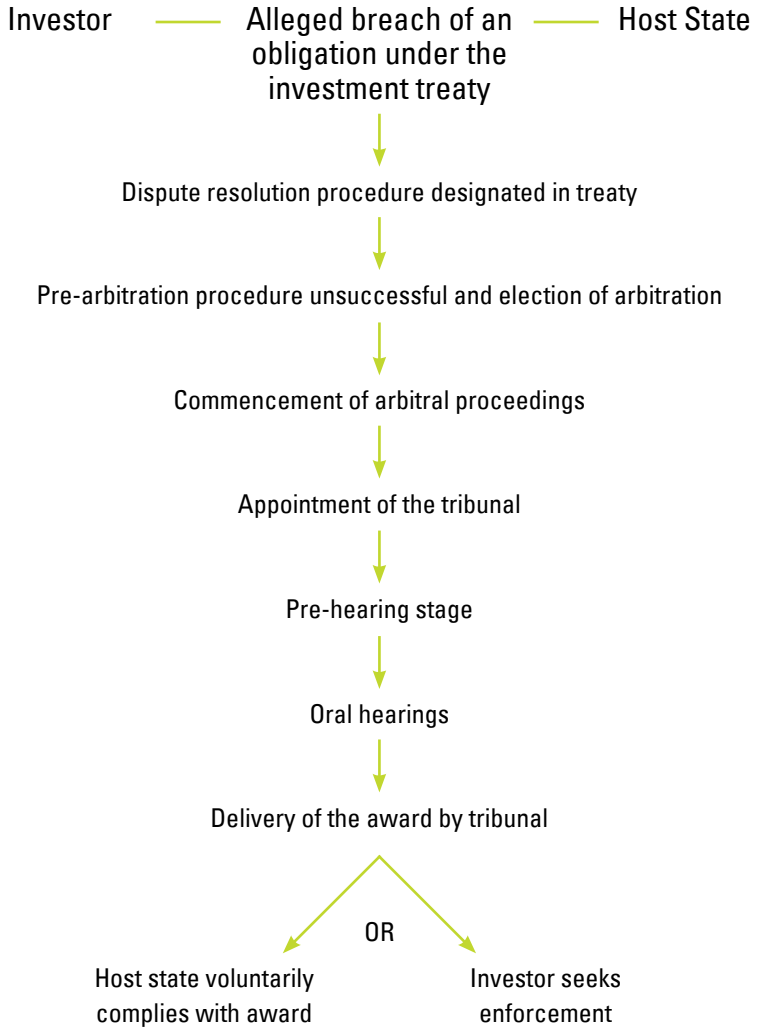 Investor
Alleged breach of an
obligation under the
investment treaty
Host State
Dispute resolution procedure designated in treaty
Pre-arbitration procedure unsuccessful and election of arbitration
Commencement of arbitral proceedings
Appointment of the tribunal
Pre-hearing stage
Oral hearings
Delivery of the award by tribunal
OR
Host state voluntarily
complies with award
Investor seeks
enforcement